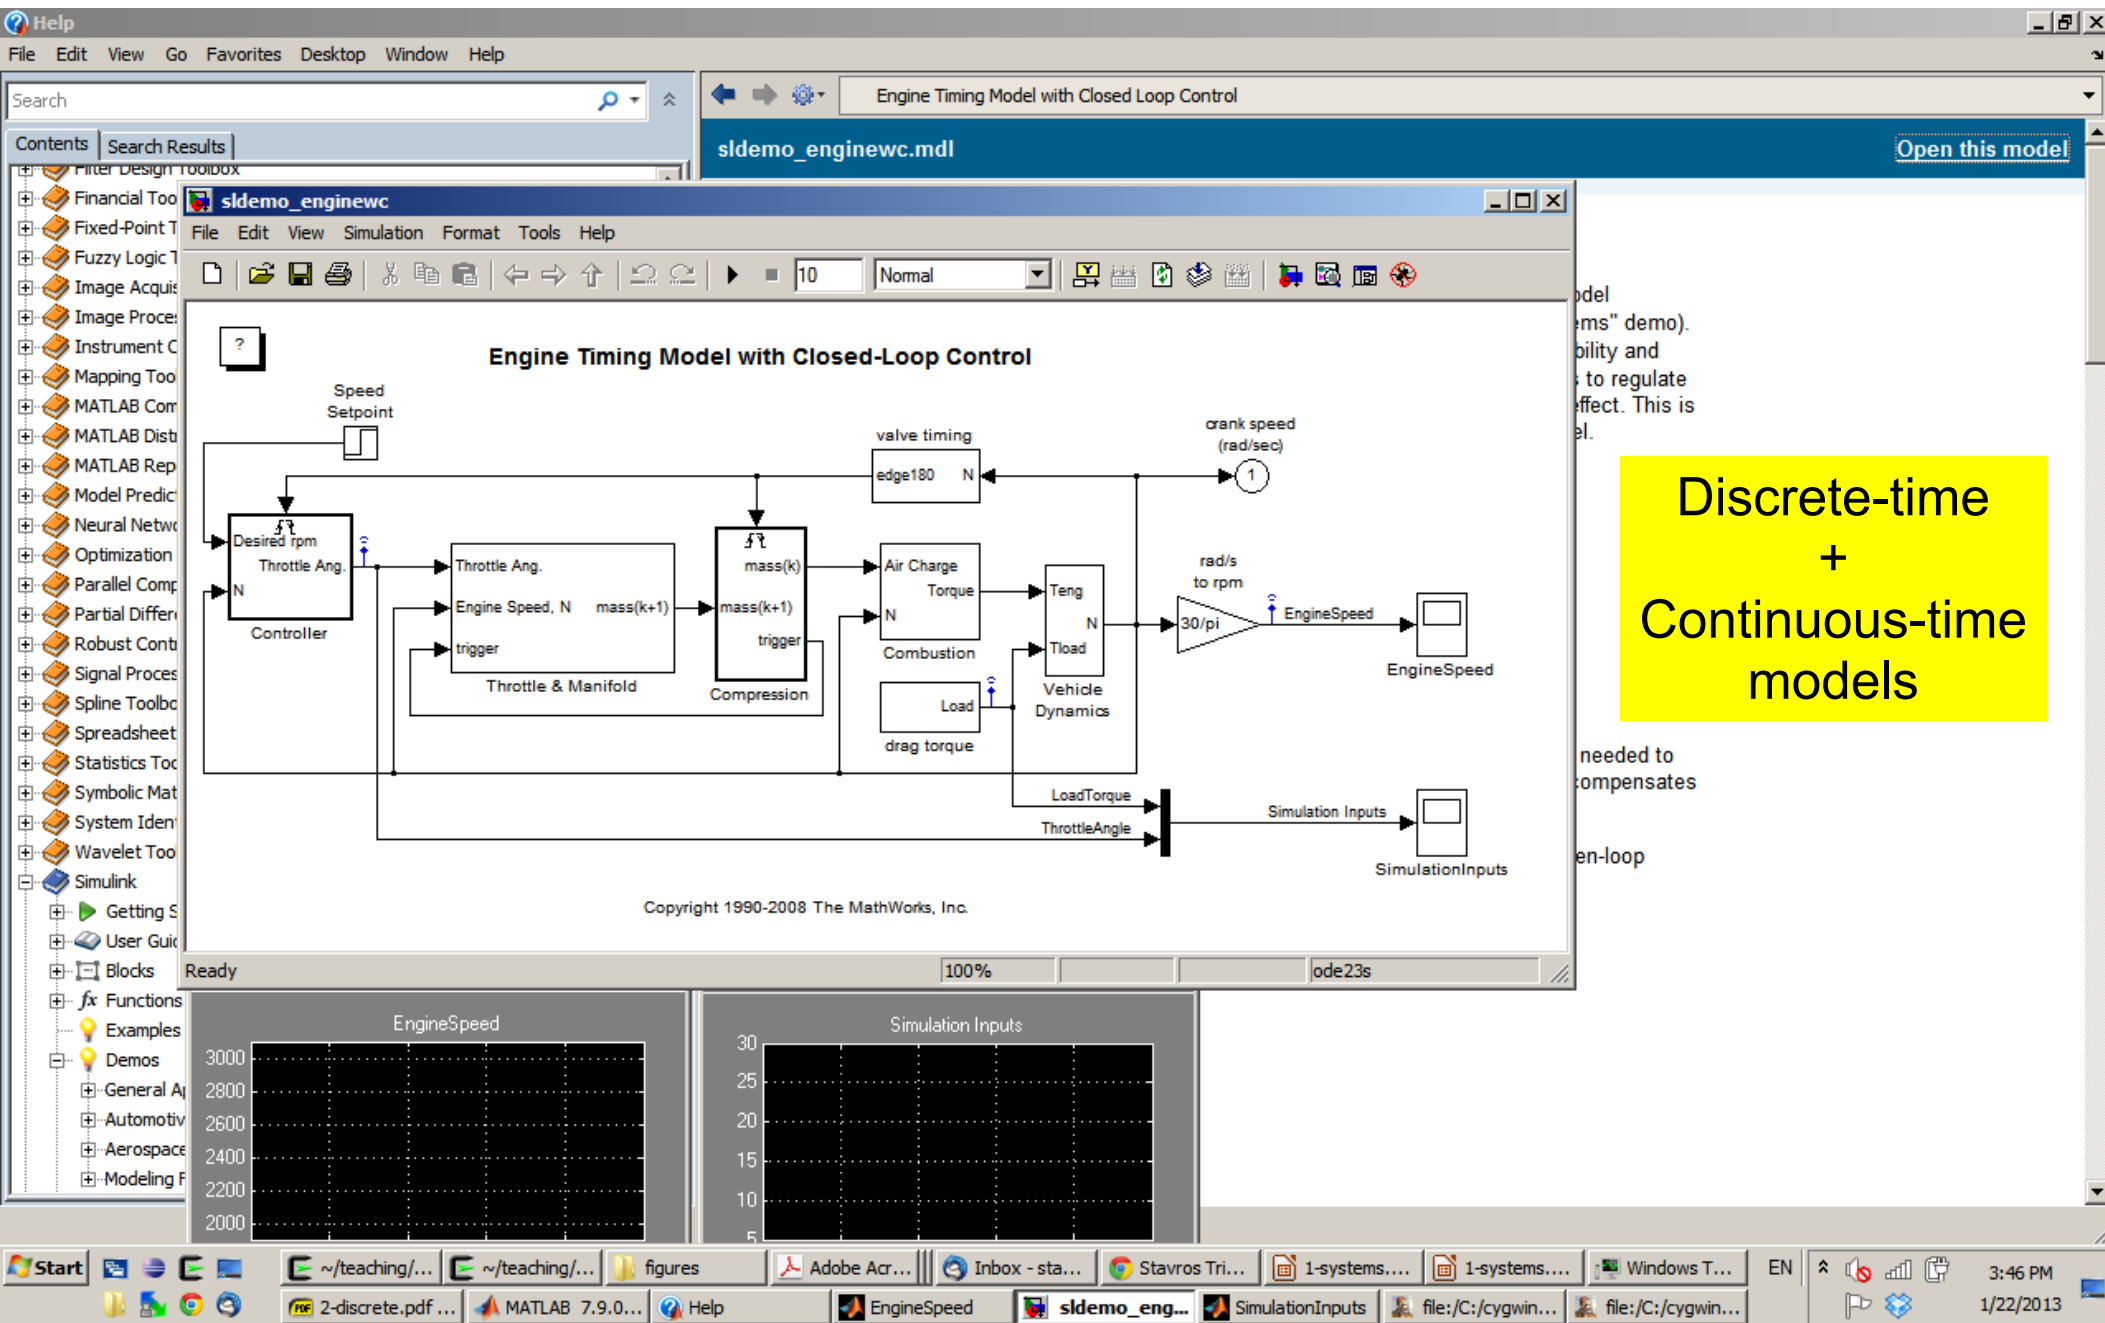 Help
File Edit View Go Favorites Desktop Window Help
Search
Engine Timing Model with Closed Loop Control
Contents Search Results
sldemo_enginewc.mdl
Open this model
Filter Design Toolbox
Financial Too
Fixed-Point T
Fuzzy Logic T
Image Acquis
Image Proces
Instrument C
Mapping Tool
MATLAB Com
MATLAB Distr
MATLAB Rep
Model Predic
Neural Netwo
Optimization
Parallel Comp
Partial Differe
Robust Contr
Signal Proces
Spline Toolbo
Spreadsheet
Statistics Too
Symbolic Mat
System Ident
Wavelet Tool
Simulink
Getting S
User Guid
Blocks
fx Functions
Examples
Demos
General Ap
Automotiv
Aerospace
Modeling F
sldemo_enginewc
File Edit View Simulation Format Tools Help
10 Normal
?
Engine Timing Model with Closed-Loop Control
Speed
Setpoint
valve timing
edge180 N
crank speed
(rad/sec)
1
Desired rpm
Throttle Ang.
N
Controller
Throttle Ang.
Engine Speed, N mass(k+1)
trigger
Throttle & Manifold
mass(k)
mass(k+1)
trigger
Compression
Air Charge
Torque
N
Combustion
Load
drag torque
Teng
N
Tload
Vehicle
Dynamics
rad/s
to rpm
30/pi
EngineSpeed
EngineSpeed
LoadTorque
ThrottleAngle
Simulation Inputs
SimulationInputs
Copyright 1990-2008 The MathWorks, Inc.
Ready 100% ode23s
odel
ems" demo).
bility and
s to regulate
effect. This is
el.
needed to
compensates
en-loop
Discrete-time
+
Continuous-time
models
EngineSpeed
3000
2800
2600
2400
2200
2000
Simulation Inputs
30
25
20
15
10
5
Start ~/teaching/... ~/teaching/... figures Adobe Acr... Inbox - sta... Stavros Tri... 1-systems.... 1-systems.... Windows T... EN 3:46 PM
2-discrete.pdf ... MATLAB 7.9.0... Help EngineSpeed sldemo_eng... SimulationInputs file:/C:/cygwin... file:/C:/cygwin... 1/22/2013